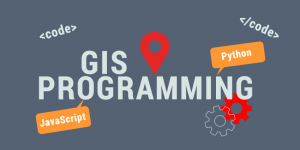 <code>
</code>
GIS
Python
PROGRAMMING
JavaScript